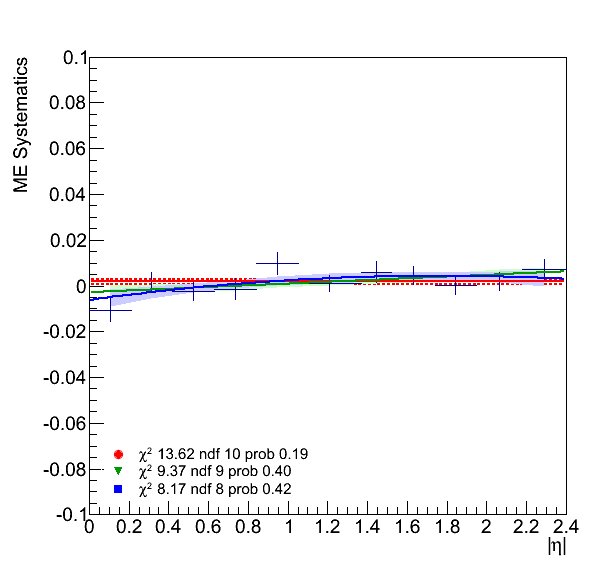 ME Systematics
0.1
0.08
0.06
0.04
0.02
0
-0.02
-0.04
-0.06
-0.08
-0.1
χ² 13.62 ndf 10 prob 0.19
χ² 9.37 ndf 9 prob 0.40
χ² 8.17 ndf 8 prob 0.42
0 0.2 0.4 0.6 0.8 1 1.2 1.4 1.6 1.8 2 2.2 2.4
|η|